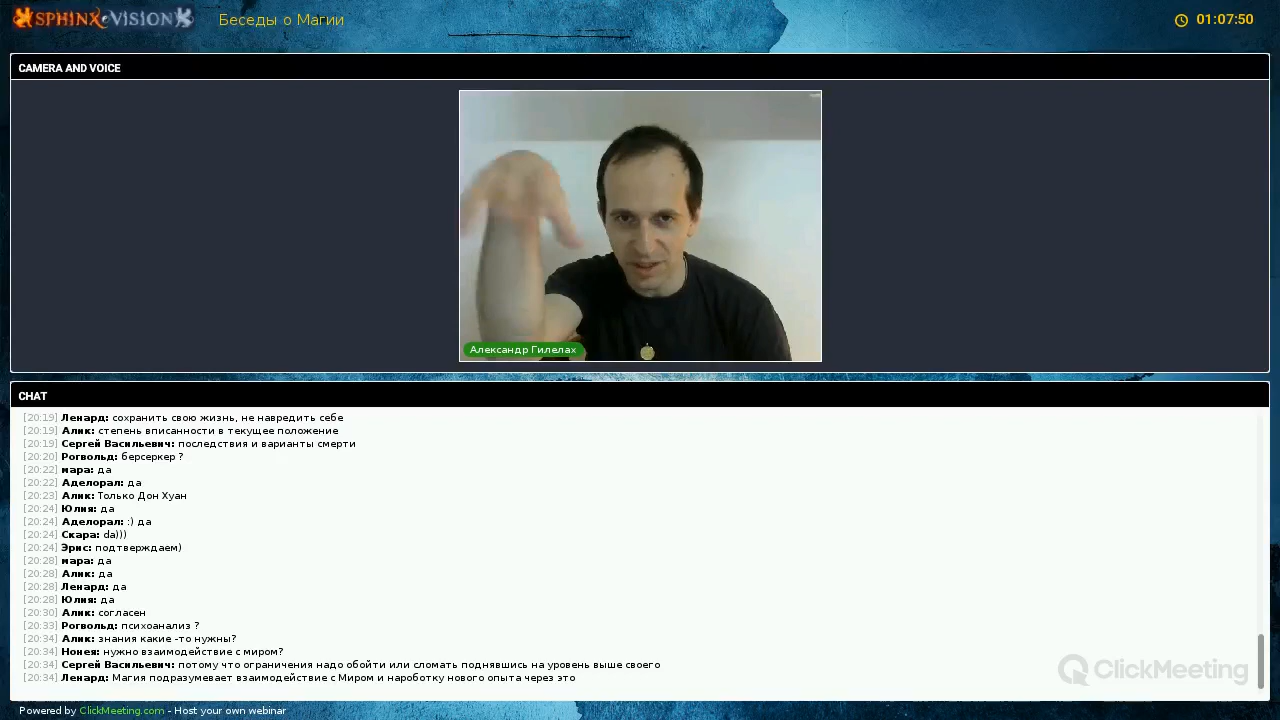 SPHINX VISION Беседы о Магии 01:07:50
CAMERA AND VOICE
Александр Гилелах
CHAT
[20:19] Ленард: сохранить свою жизнь, не навредить себе
[20:19] Алик: степень вписанности в текущее положение
[20:19] Сергей Васильевич: последствия и варианты смерти
[20:20] Рогвольд: берсеркер ?
[20:22] мара: да
[20:22] Аделорал: да
[20:23] Алик: Только Дон Хуан
[20:24] Юлия: да
[20:24] Аделорал: :) да
[20:24] Скара: da)))
[20:24] Эрис: подтверждаем)
[20:28] мара: да
[20:28] Алик: да
[20:28] Ленард: да
[20:28] Юлия: да
[20:30] Алик: согласен
[20:33] Рогвольд: психоанализ ?
[20:34] Алик: знания какие -то нужны?
[20:34] Нонея: нужно взаимодействие с миром?
[20:34] Сергей Васильевич: потому что ограничения надо обойти или сломать поднявшись на уровень выше своего
[20:34] Ленард: Магия подразумевает взаимодействие с Миром и нароботку нового опыта через это
ClickMeeting
Powered by ClickMeeting.com - Host your own webinar